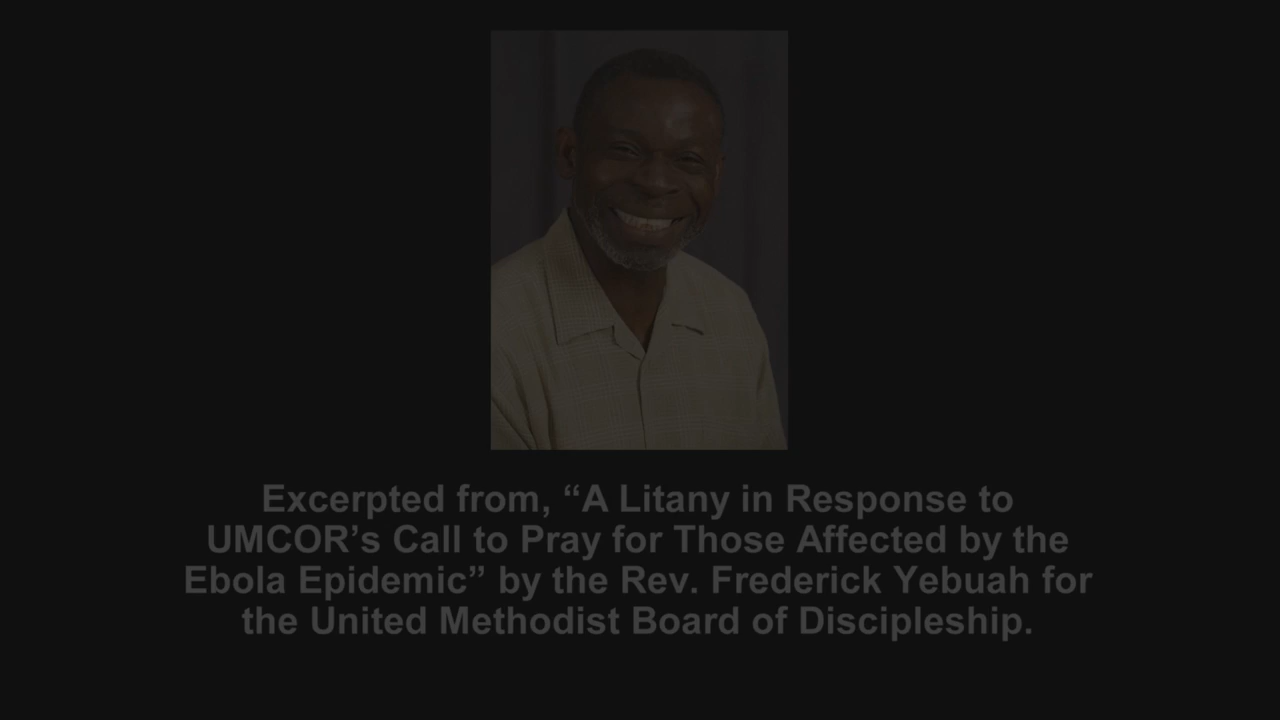 Excerpted from, “A Litany in Response to
UMCOR’s Call to Pray for Those Affected by the
Ebola Epidemic” by the Rev. Frederick Yebuah for
the United Methodist Board of Discipleship.